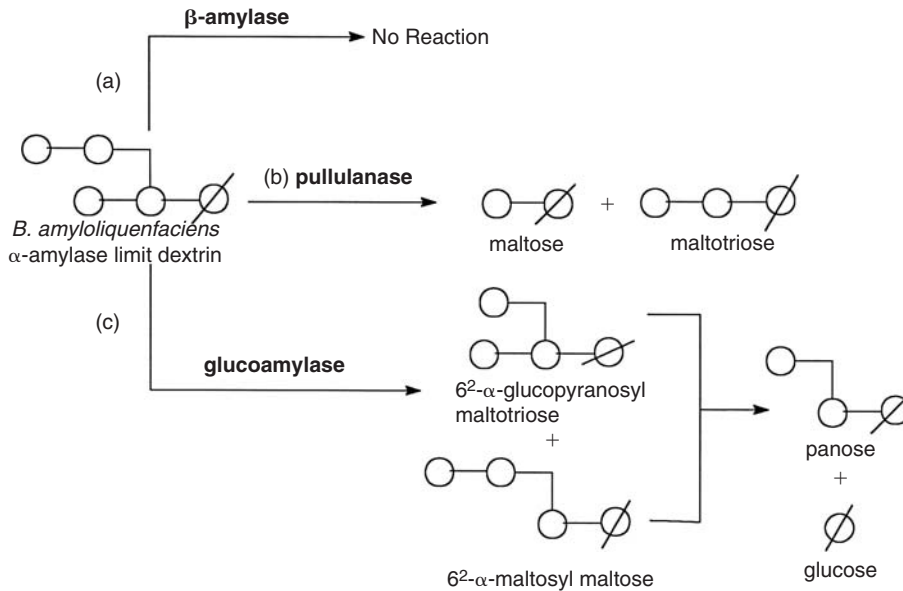 β-amylase
No Reaction
(a)
(b) pullulanase
B. amyloliquenfaciens
α-amylase limit dextrin
maltose
+
maltotriose
(c)
glucoamylase
6²-α-glucopyranosyl
maltotriose
+
6²-α-maltosyl maltose
panose
+
glucose